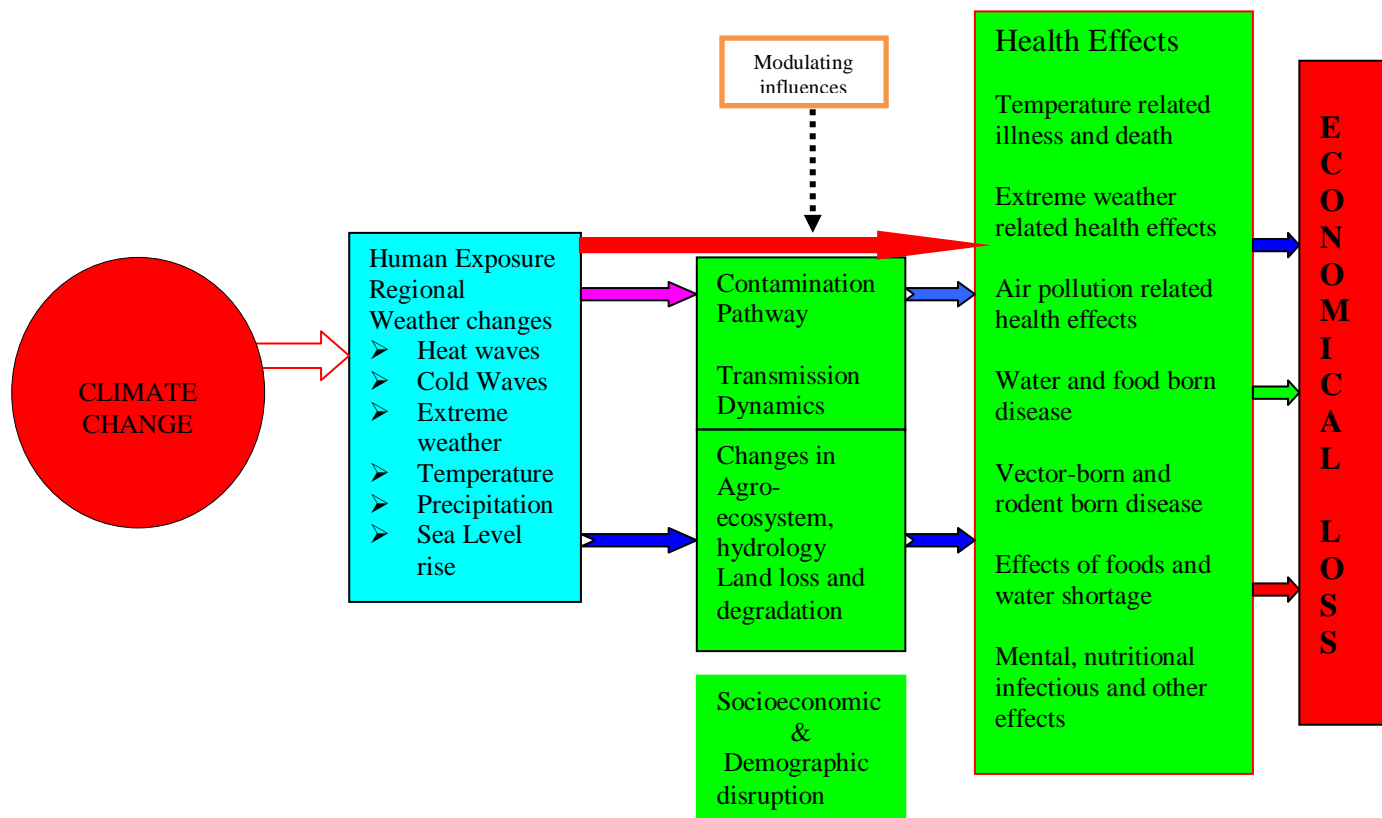 CLIMATE
CHANGE
Human Exposure
Regional
Weather changes
➢ Heat waves
➢ Cold Waves
➢ Extreme
weather
➢ Temperature
➢ Precipitation
➢ Sea Level
rise
Modulating
influences
Contamination
Pathway
Transmission
Dynamics
Changes in
Agro-
ecosystem,
hydrology
Land loss and
degradation
Socioeconomic
&
Demographic
disruption
Health Effects
Temperature related
illness and death
Extreme weather
related health effects
Air pollution related
health effects
Water and food born
disease
Vector-born and
rodent born disease
Effects of foods and
water shortage
Mental, nutritional
infectious and other
effects
ECONOMICAL LOSS